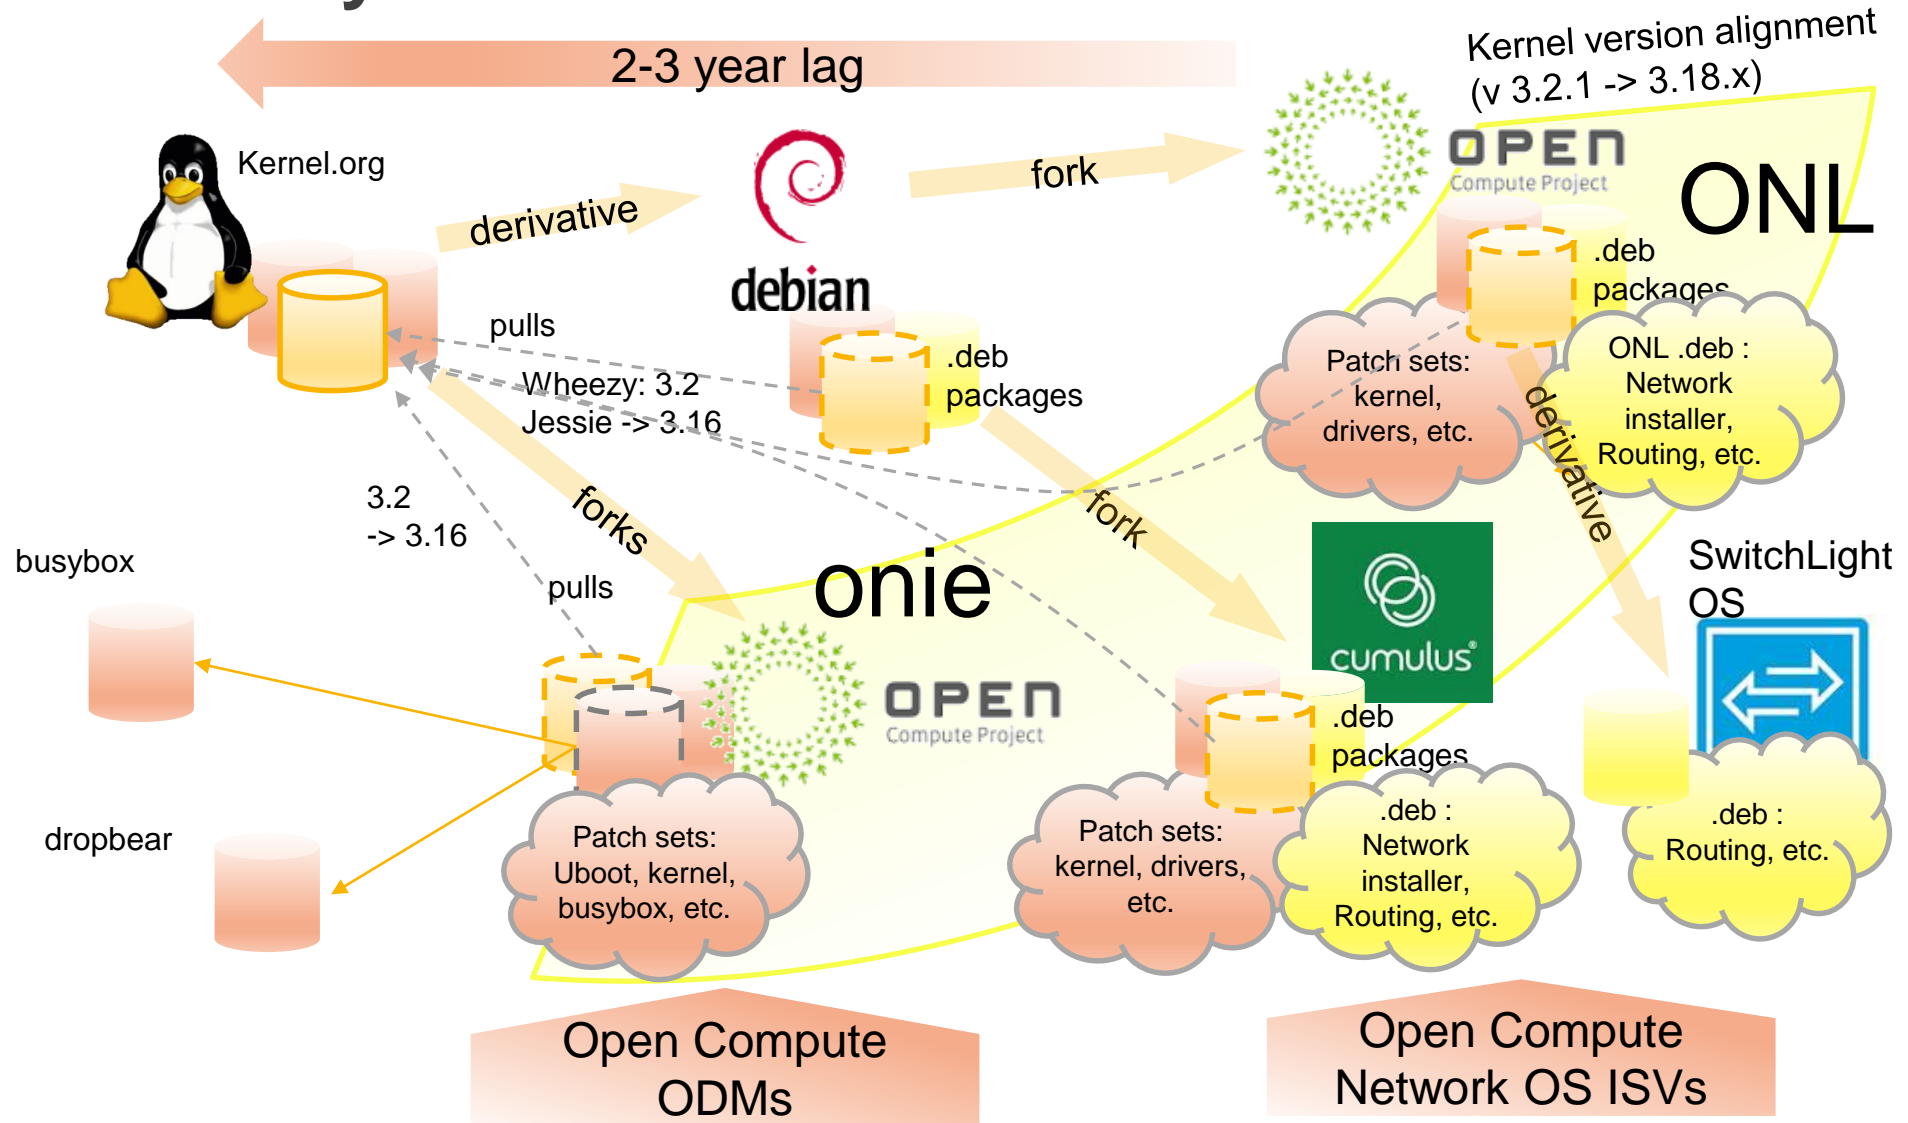 2-3 year lag
Kernel version alignment
(v 3.2.1 -> 3.18.x)
Kernel.org
derivative
debian
fork
OPEN
Compute Project
ONL
.deb
packages
pulls
Wheezy: 3.2
Jessie -> 3.16
.deb
packages
Patch sets:
kernel,
drivers, etc.
ONL .deb :
Network
installer,
Routing, etc.
derivative
3.2
-> 3.16
forks
fork
pulls
onie
busybox
OPEN
Compute Project
cumulus®
SwitchLight
OS
.deb
packages
dropbear
Patch sets:
Uboot, kernel,
busybox, etc.
Patch sets:
kernel, drivers,
etc.
.deb :
Network
installer,
Routing, etc.
.deb :
Routing, etc.
Open Compute
ODMs
Open Compute
Network OS ISVs